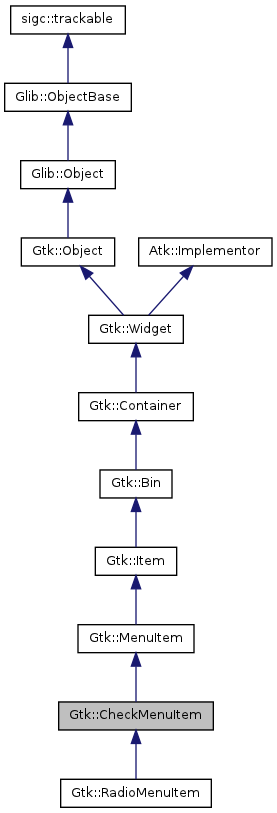 sigc::trackable
Glib::ObjectBase
Glib::Object
Gtk::Object
Atk::Implementor
Gtk::Widget
Gtk::Container
Gtk::Bin
Gtk::Item
Gtk::MenuItem
Gtk::CheckMenuItem
Gtk::RadioMenuItem